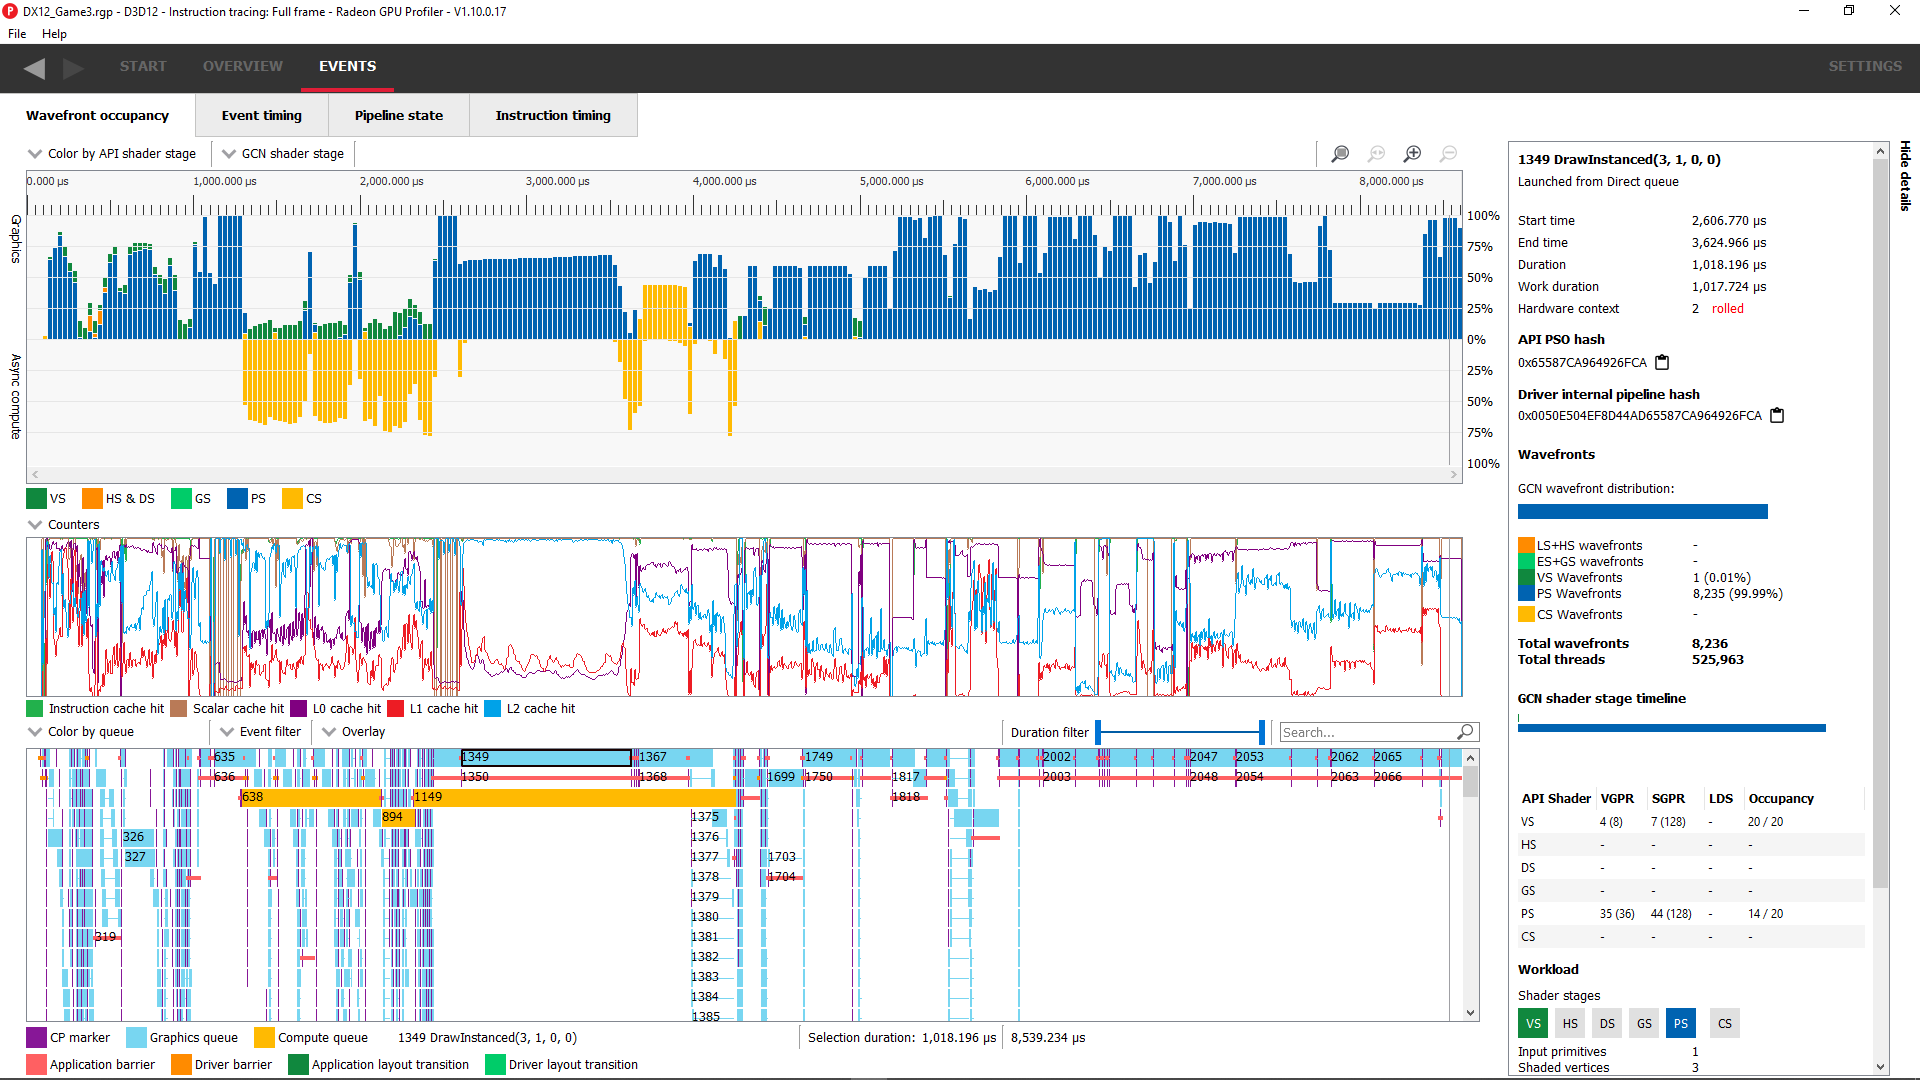 DX12_Game3.rgp - D3D12 - Instruction tracing: Full frame - Radeon GPU Profiler - V1.10.0.17
File Help
START OVERVIEW EVENTS SETTINGS
Wavefront occupancy Event timing Pipeline state Instruction timing
Color by API shader stage GCN shader stage
0.000 µs 1,000.000 µs 2,000.000 µs 3,000.000 µs 4,000.000 µs 5,000.000 µs 6,000.000 µs 7,000.000 µs 8,000.000 µs
Graphics
Async compute
100%
75%
50%
25%
0%
25%
50%
75%
100%
VS HS & DS GS PS CS
Counters
Instruction cache hit Scalar cache hit L0 cache hit L1 cache hit L2 cache hit
Color by queue Event filter Overlay Duration filter Search...
635 1349 1367 1749 2002 2047 2053 2062 2065
636 1350 1368 1699 1750 1817 2003 2048 2054 2063 2066
638 1149 1818
894 1375
326 1376
327 1377 1703
1378 1704
1379
1380
319 1381
1382
1383
1384
1385
CP marker Graphics queue Compute queue 1349 DrawInstanced(3, 1, 0, 0) Selection duration: 1,018.196 µs 8,539.234 µs
Application barrier Driver barrier Application layout transition Driver layout transition
Hide details
1349 DrawInstanced(3, 1, 0, 0)
Launched from Direct queue
Start time 2,606.770 µs
End time 3,624.966 µs
Duration 1,018.196 µs
Work duration 1,017.724 µs
Hardware context 2 rolled
API PSO hash
0x65587CA964926FCA
Driver internal pipeline hash
0x0050E504EF8D44AD65587CA964926FCA
Wavefronts
GCN wavefront distribution:
LS+HS wavefronts -
ES+GS wavefronts -
VS Wavefronts 1 (0.01%)
PS Wavefronts 8,235 (99.99%)
CS Wavefronts -
Total wavefronts 8,236
Total threads 525,963
GCN shader stage timeline
API Shader VGPR SGPR LDS Occupancy
VS 4 (8) 7 (128) - 20 / 20
HS - - - -
DS - - - -
GS - - - -
PS 35 (36) 44 (128) - 14 / 20
CS - - - -
Workload
Shader stages
VS HS DS GS PS CS
Input primitives 1
Shaded vertices 3